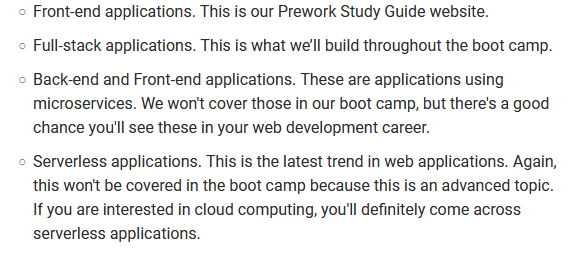 Front-end applications. This is our Prework Study Guide website.
Full-stack applications. This is what we’ll build throughout the boot camp.
Back-end and Front-end applications. These are applications using
microservices. We won't cover those in our boot camp, but there's a good
chance you'll see these in your web development career.
Serverless applications. This is the latest trend in web applications. Again,
this won't be covered in the boot camp because this is an advanced topic.
If you are interested in cloud computing, you'll definitely come across
serverless applications.